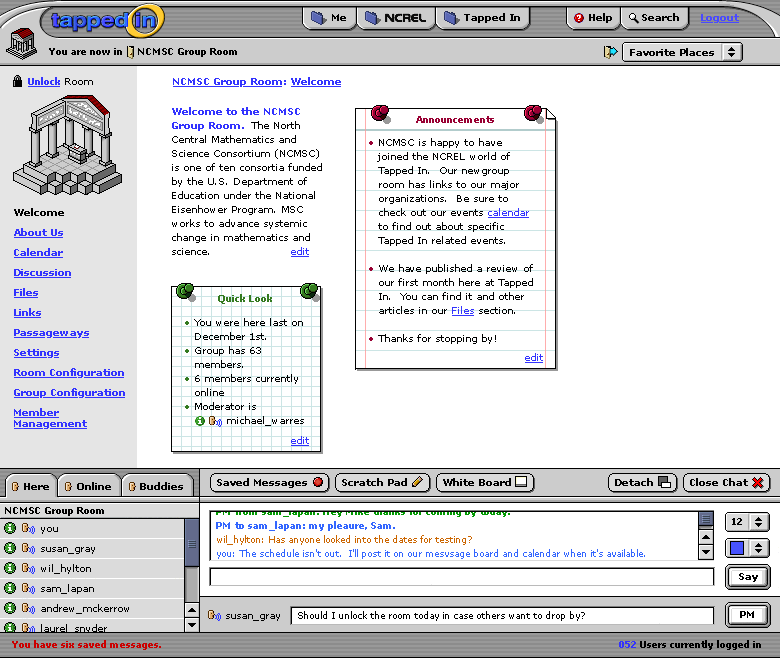 tapped in
Me
NCREL
Tapped In
Help
Search
Logout
You are now in NCMSC Group Room
Favorite Places
Unlock Room
Welcome
About Us
Calendar
Discussion
Files
Links
Passageways
Settings
Room Configuration
Group Configuration
Member
Management
NCMSC Group Room: Welcome
Welcome to the NCMSC
Group Room. The North
Central Mathematics and
Science Consortium (NCMSC)
is one of ten consortia funded
by the U.S. Department of
Education under the National
Eisenhower Program. MSC
works to advance systemic
change in mathematics and
science. edit
Quick Look
• You were here last on
December 1st.
• Group has 63
members.
• 6 members currently
online
• Moderator is
michael_warres
edit
Announcements
• NCMSC is happy to have
joined the NCREL world of
Tapped In. Our new group
room has links to our major
organizations. Be sure to
check out our events calendar
to find out about specific
Tapped In related events.
• We have published a review of
our first month here at Tapped
In. You can find it and other
articles in our Files section.
• Thanks for stopping by!
edit
Here
Online
Buddies
Saved Messages
Scratch Pad
White Board
Detach
Close Chat
NCMSC Group Room
you
susan_gray
wil_hylton
sam_lapan
andrew_mckerrow
laurel_snyder
PM from sam_lapan: Hey Mike thanks for coming by today.
PM to sam_lapan: my pleaure, Sam.
wil_hylton: Has anyone looked into the dates for testing?
you: The schedule isn't out. I'll post it on our mesvsage board and calendar when it's available.
12
Say
susan_gray
Should I unlock the room today in case others want to drop by?
PM
You have six saved messages.
052 Users currently logged in